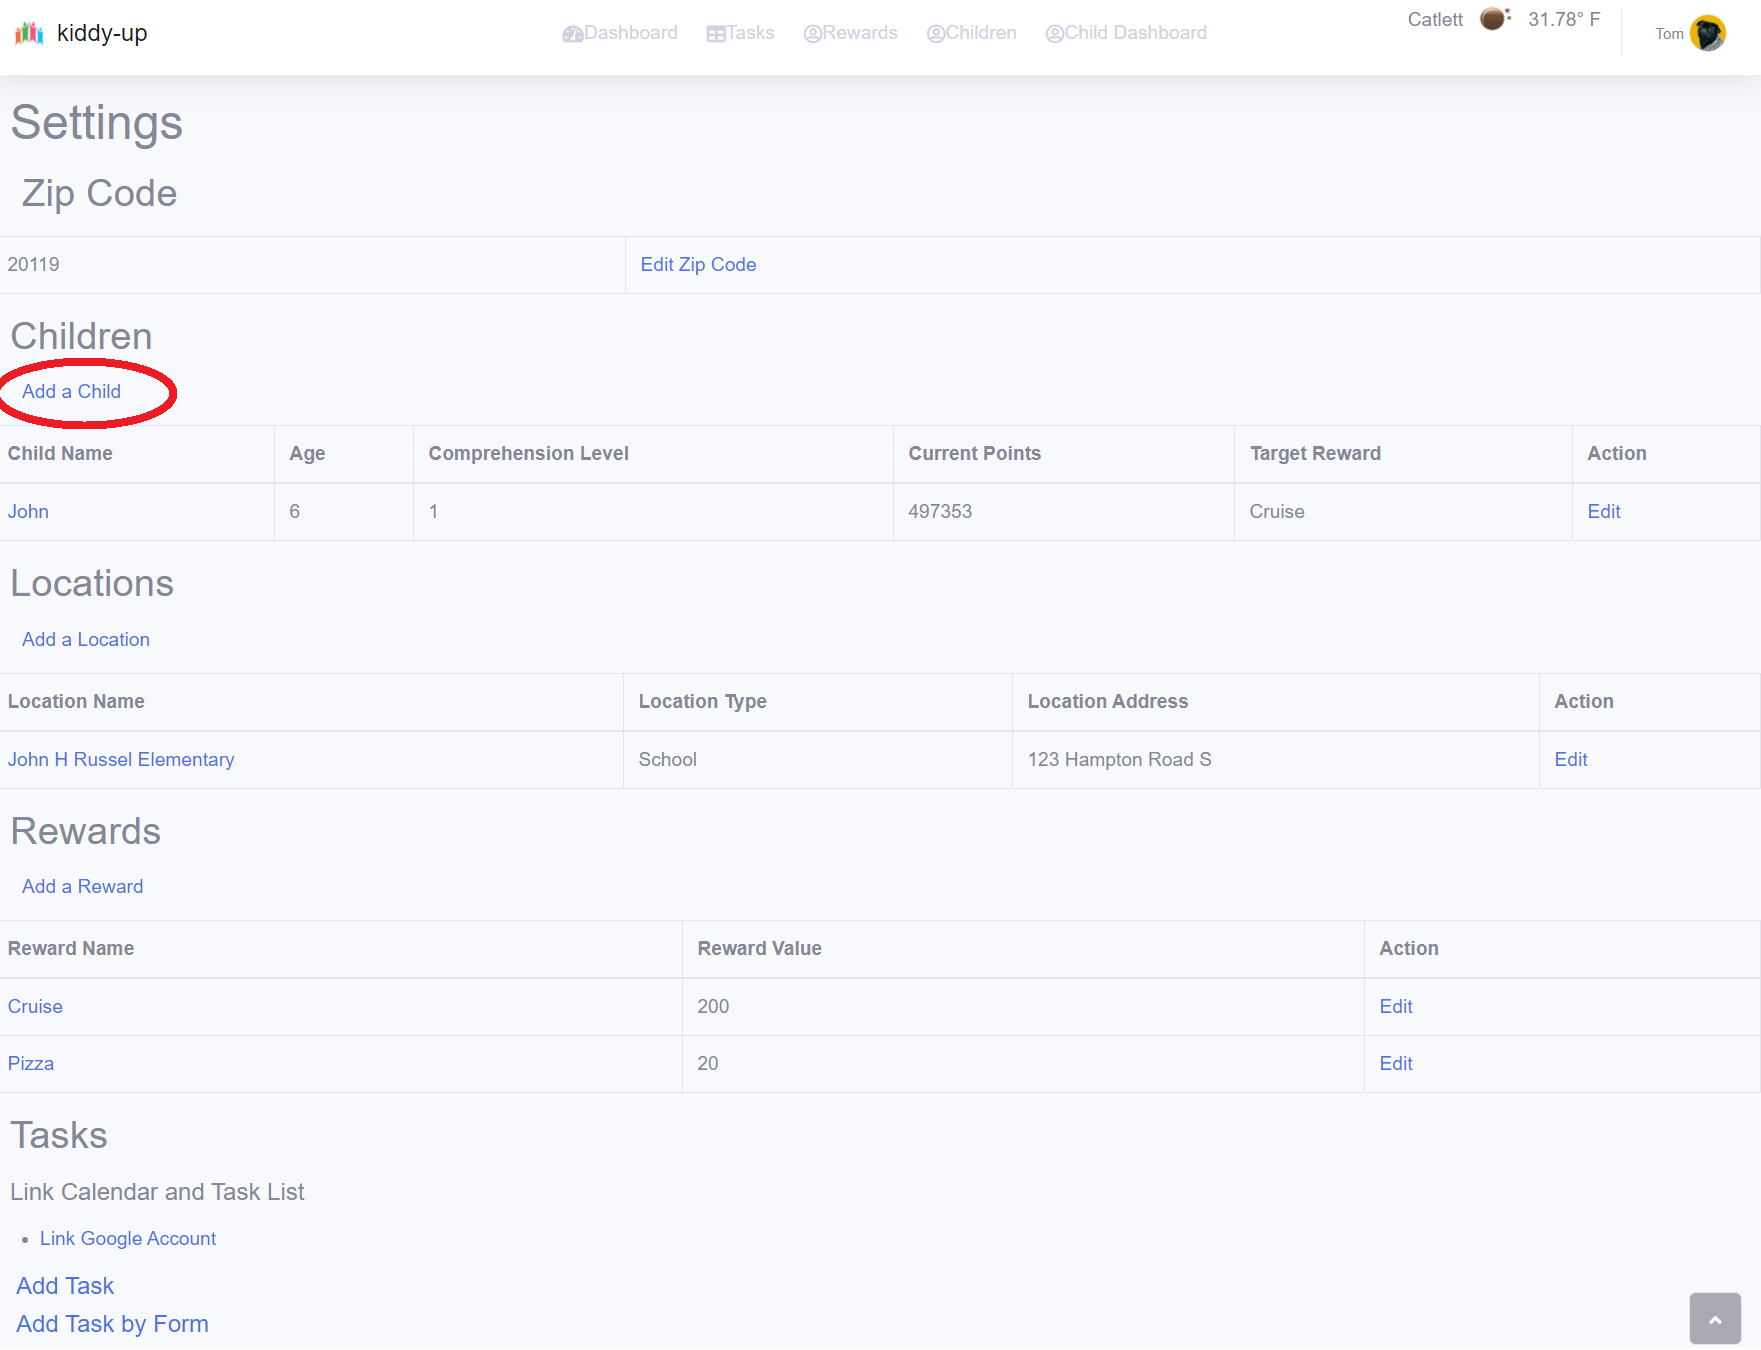 kiddy-up Dashboard Tasks Rewards Children Child Dashboard Catlett 31.78° F Tom
Settings
Zip Code
20119 Edit Zip Code
Children
Add a Child
Child Name Age Comprehension Level Current Points Target Reward Action
John 6 1 497353 Cruise Edit
Locations
Add a Location
Location Name Location Type Location Address Action
John H Russel Elementary School 123 Hampton Road S Edit
Rewards
Add a Reward
Reward Name Reward Value Action
Cruise 200 Edit
Pizza 20 Edit
Tasks
Link Calendar and Task List
• Link Google Account
Add Task
Add Task by Form